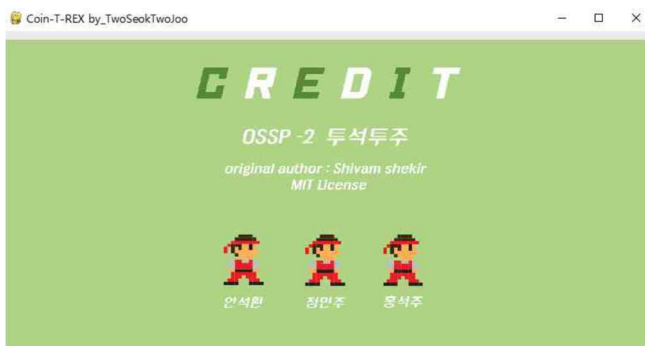 Coin-T-REX by_TwoSeokTwoJoo
CREDIT
OSSP -2 투석투주
original author : Shivam shekir
MIT License
안석환 정민주 홍석주